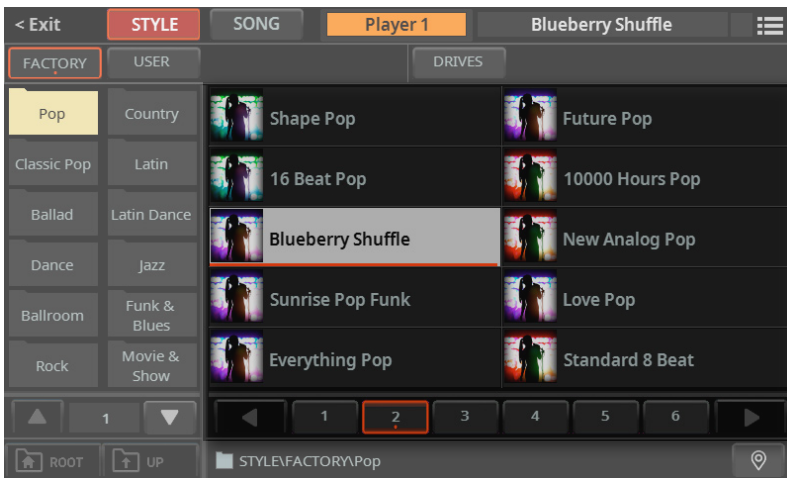 < Exit STYLE SONG Player 1 Blueberry Shuffle
FACTORY USER DRIVES
Pop Country
Classic Pop Latin
Ballad Latin Dance
Dance Jazz
Ballroom Funk &
Blues
Rock Movie &
Show
1
ROOT UP
Shape Pop Future Pop
16 Beat Pop 10000 Hours Pop
Blueberry Shuffle New Analog Pop
Sunrise Pop Funk Love Pop
Everything Pop Standard 8 Beat
1 2 3 4 5 6
STYLE\FACTORY\Pop